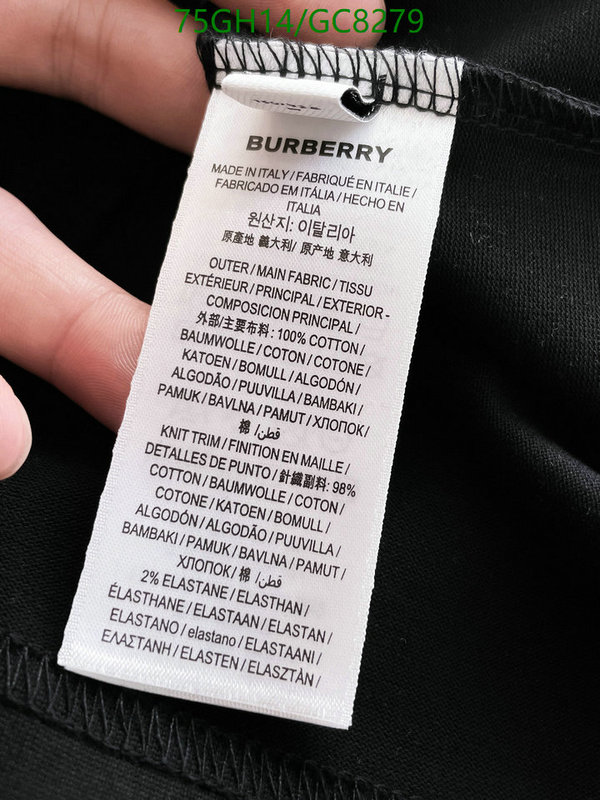 75GH14/GC8279
BURBERRY
MADE IN ITALY / FABRIQUÉ EN ITALIE /
FABRICADO EM ITÁLIA / HECHO EN
ITALIA
원산지: 이탈리아
原產地 義大利/ 原产地 意大利
OUTER / MAIN FABRIC / TISSU
EXTÉRIEUR / PRINCIPAL / EXTERIOR -
COMPOSICION PRINCIPAL /
外部/主要布料: 100% COTTON /
BAUMWOLLE / COTON / COTONE /
KATOEN / BOMULL / ALGODÓN /
ALGODÃO / PUUVILLA / BAMBAKI /
PAMUK / BAVLNA / PAMUT / ХЛОПОК /
棉 / قطن/
KNIT TRIM / FINITION EN MAILLE /
DETALLES DE PUNTO / 針織副料: 98%
COTTON / BAUMWOLLE / COTON /
COTONE / KATOEN / BOMULL /
ALGODÓN / ALGODÃO / PUUVILLA /
BAMBAKI / PAMUK / BAVLNA / PAMUT /
ХЛОПОК / 棉 / قطن/
2% ELASTANE / ELASTHAN /
ÉLASTHANE / ELASTAAN / ELASTAN /
ELASTANO / elastano / ELASTAANI /
ΕΛΑΣΤΑΝΗ / ELASTEN / ELASZTÀN /